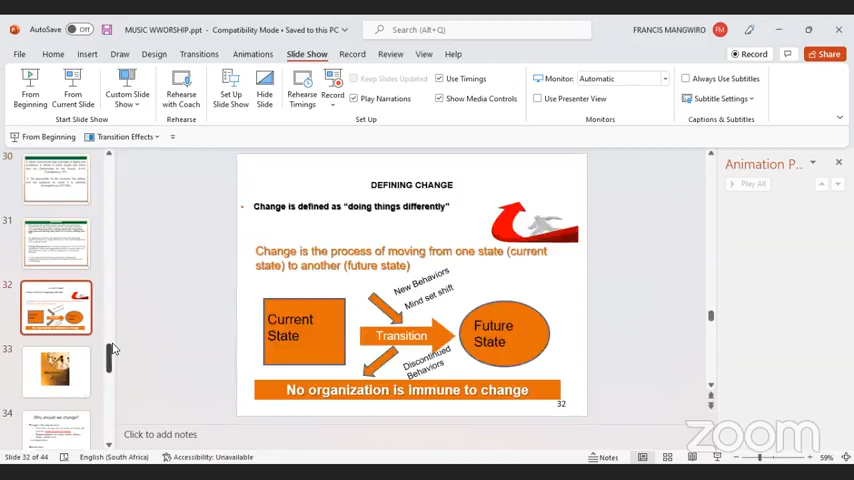 AutoSave Off
MUSIC WWORSHIP.ppt - Compatibility Mode • Saved to this PC
Search (Alt+Q)
FRANCIS MANGWIRO FM
File Home Insert Draw Design Transitions Animations Slide Show Record Review View Help
Record Share
From Beginning
From Current Slide
Custom Slide Show
Start Slide Show
Rehearse with Coach
Rehearse
Set Up Slide Show
Hide Slide
Rehearse Timings
Record
Keep Slides Updated
Play Narrations
Use Timings
Show Media Controls
Set Up
Monitor: Automatic
Use Presenter View
Monitors
Always Use Subtitles
Subtitle Settings
Captions & Subtitles
From Beginning Transition Effects
30
31
32
33
34
Why should we change?
DEFINING CHANGE
- Change is defined as “doing things differently”
Change is the process of moving from one state (current
state) to another (future state)
New Behaviors
Mind set shift
Current
State
Transition
Future
State
Discontinued
Behaviors
No organization is immune to change
32
Animation P...
Play All
Click to add notes
zoom
Slide 32 of 44 English (South Africa) Accessibility: Unavailable Notes 59%